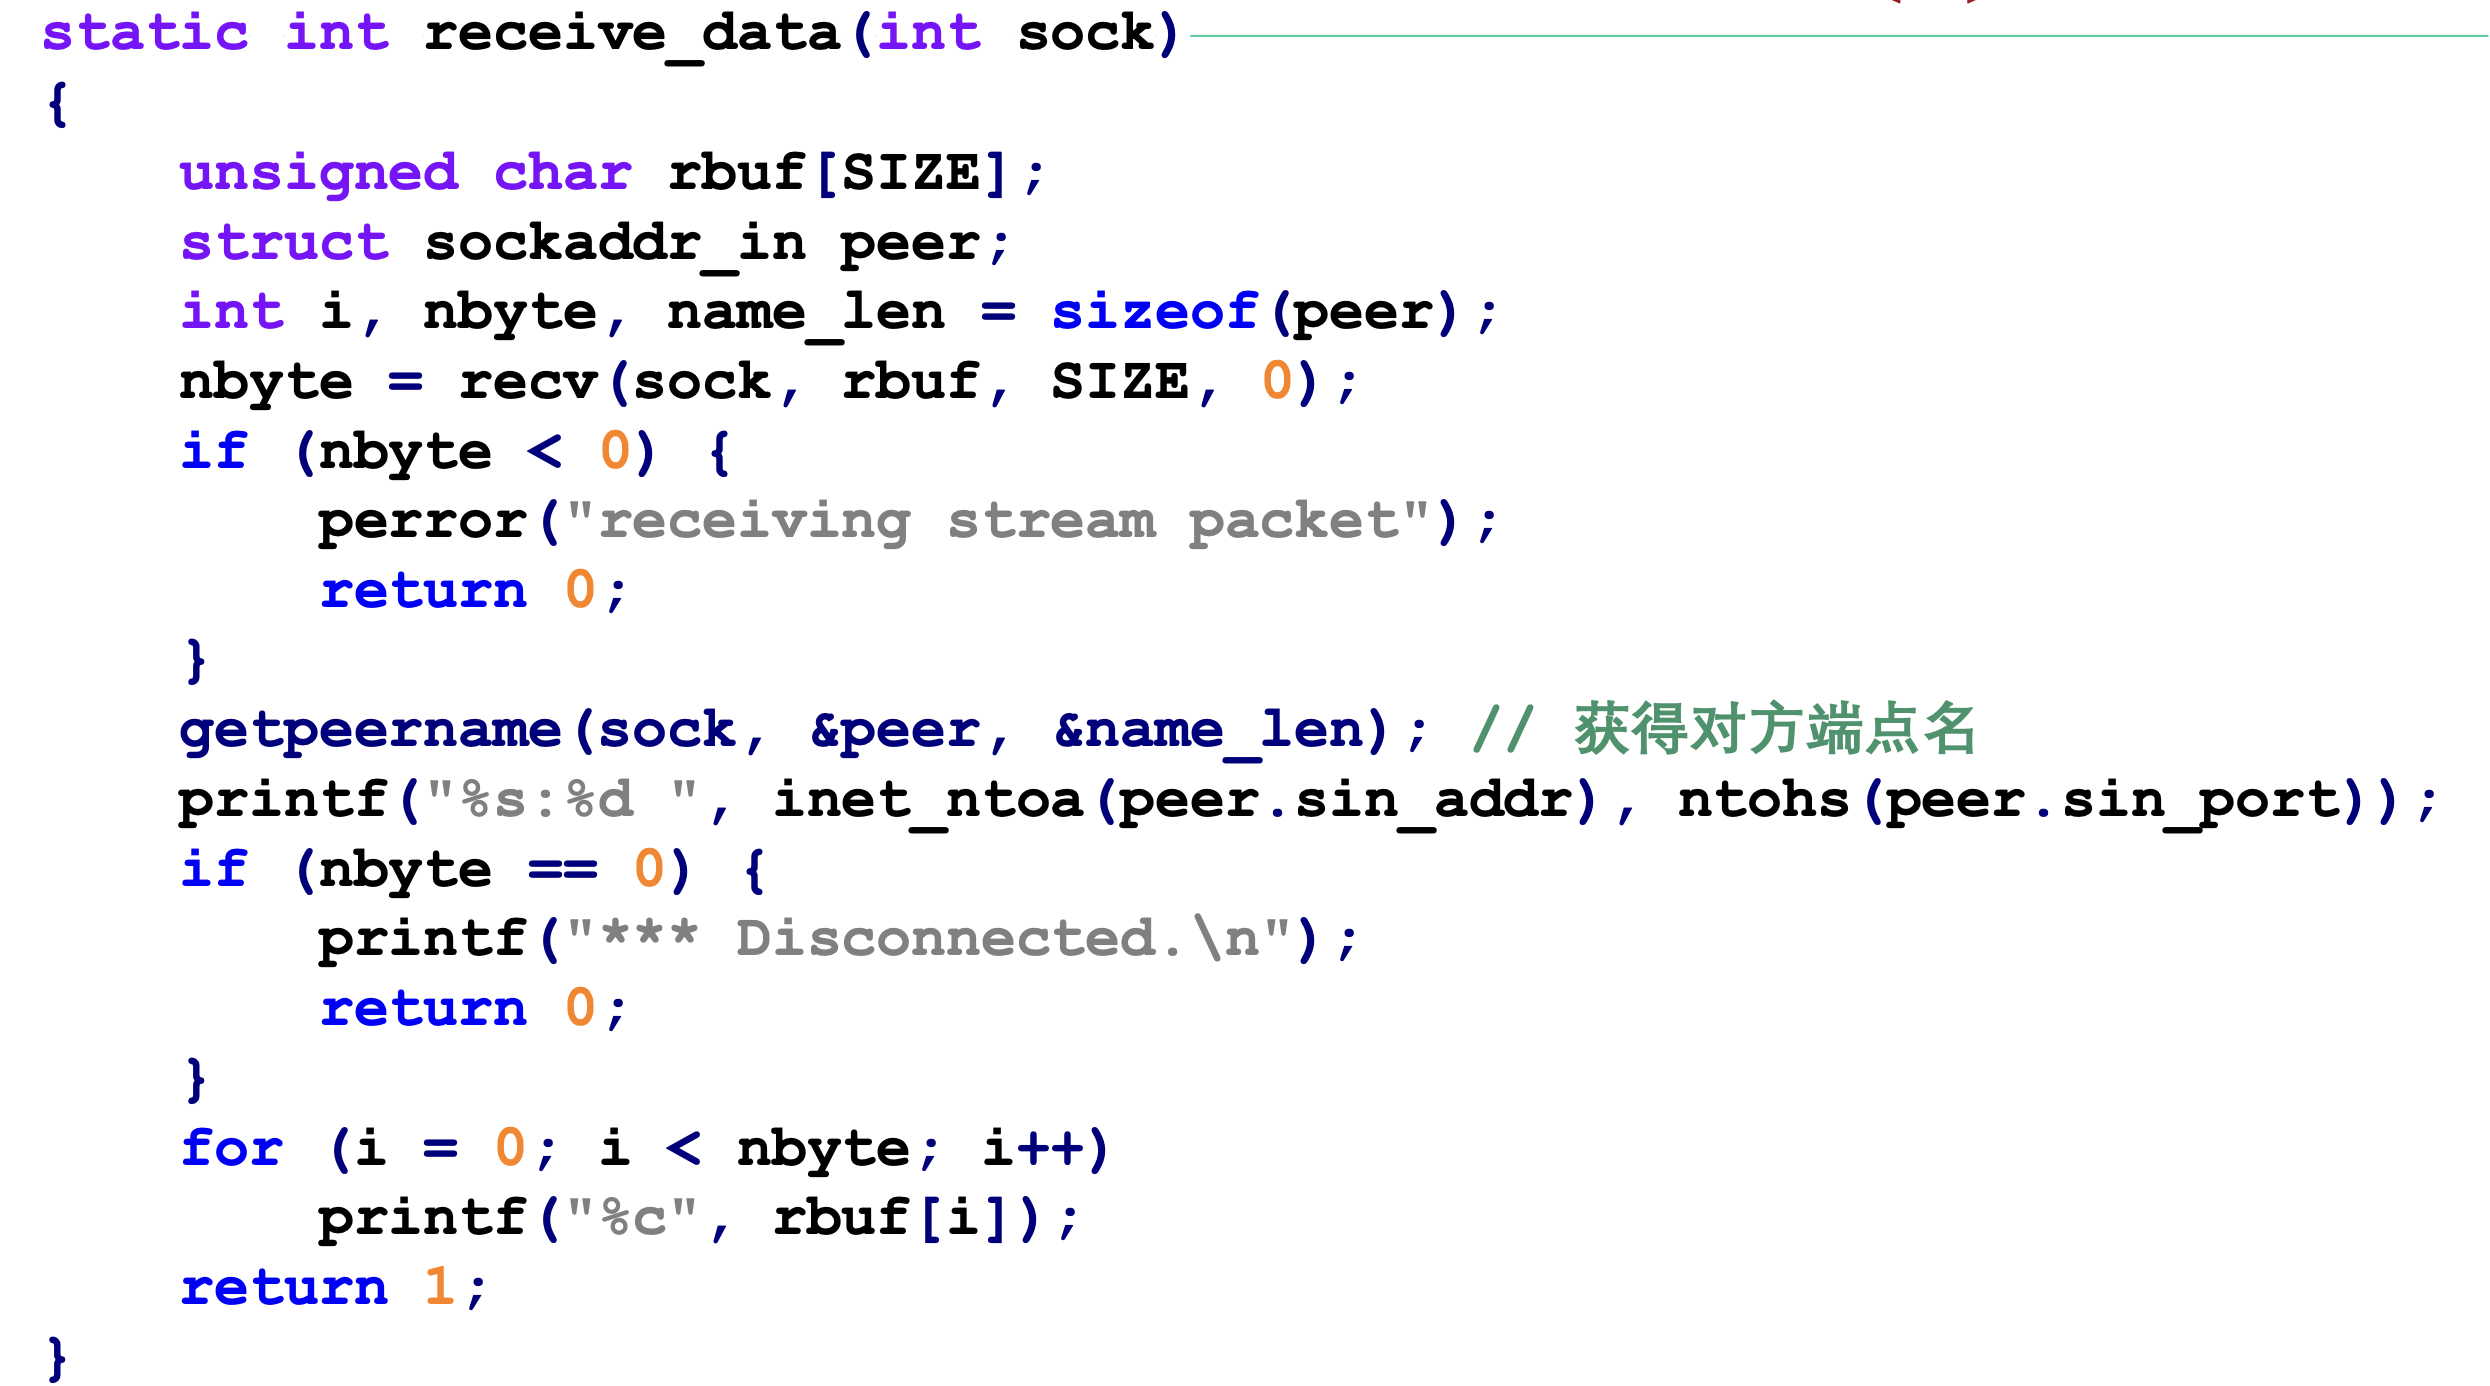 static int receive_data(int sock)
{
    unsigned char rbuf[SIZE];
    struct sockaddr_in peer;
    int i, nbyte, name_len = sizeof(peer);
    nbyte = recv(sock, rbuf, SIZE, 0);
    if (nbyte < 0) {
        perror("receiving stream packet");
        return 0;
    }
    getpeername(sock, &peer, &name_len); // 获得对方端点名
    printf("%s:%d ", inet_ntoa(peer.sin_addr), ntohs(peer.sin_port));
    if (nbyte == 0) {
        printf("*** Disconnected.\n");
        return 0;
    }
    for (i = 0; i < nbyte; i++)
        printf("%c", rbuf[i]);
    return 1;
}